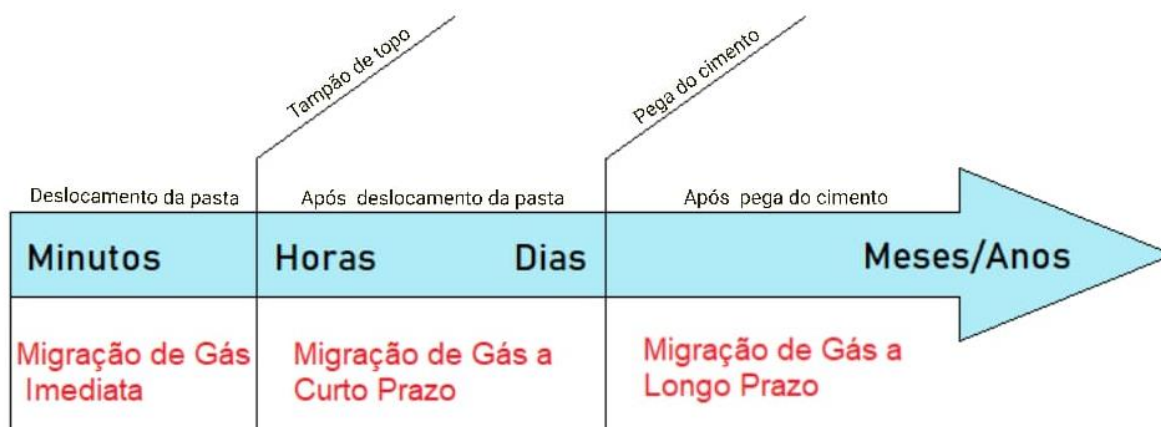 Tampão de topo
Pega do cimento
Deslocamento da pasta
Após deslocamento da pasta
Após pega do cimento
Minutos
Horas
Dias
Meses/Anos
Migração de Gás
Imediata
Migração de Gás a
Curto Prazo
Migração de Gás a
Longo Prazo